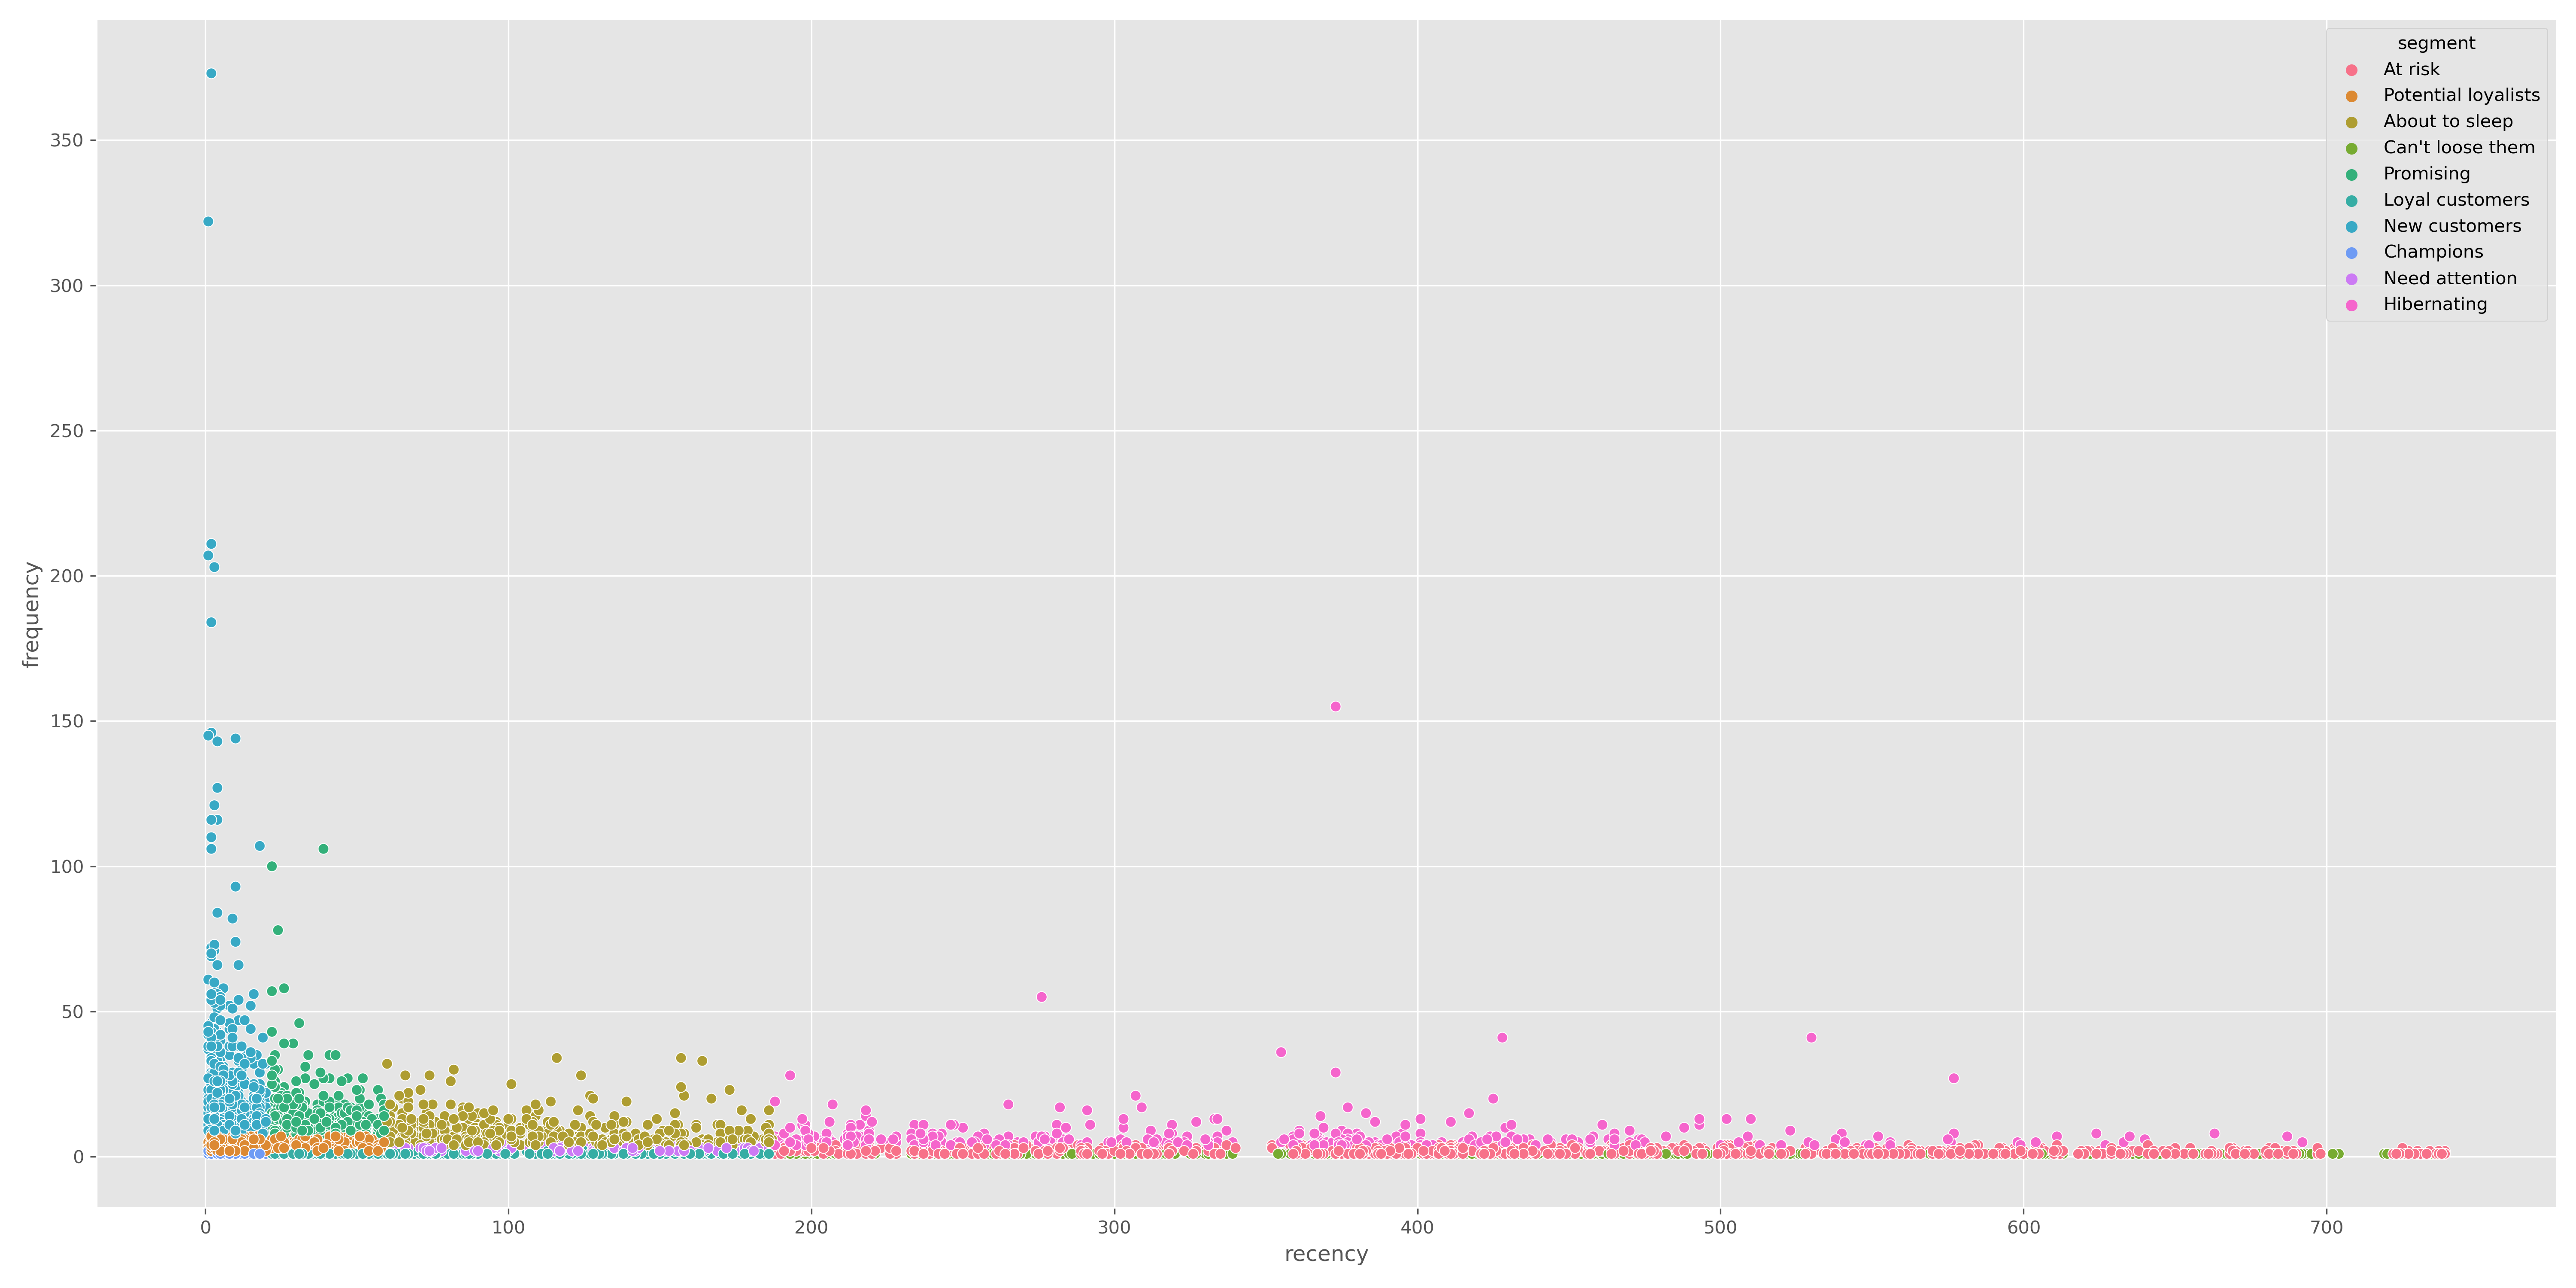 segment
At risk
Potential loyalists
About to sleep
Can't loose them
Promising
Loyal customers
New customers
Champions
Need attention
Hibernating
350
300
250
200
150
100
50
0
frequency
0 100 200 300 400 500 600 700
recency